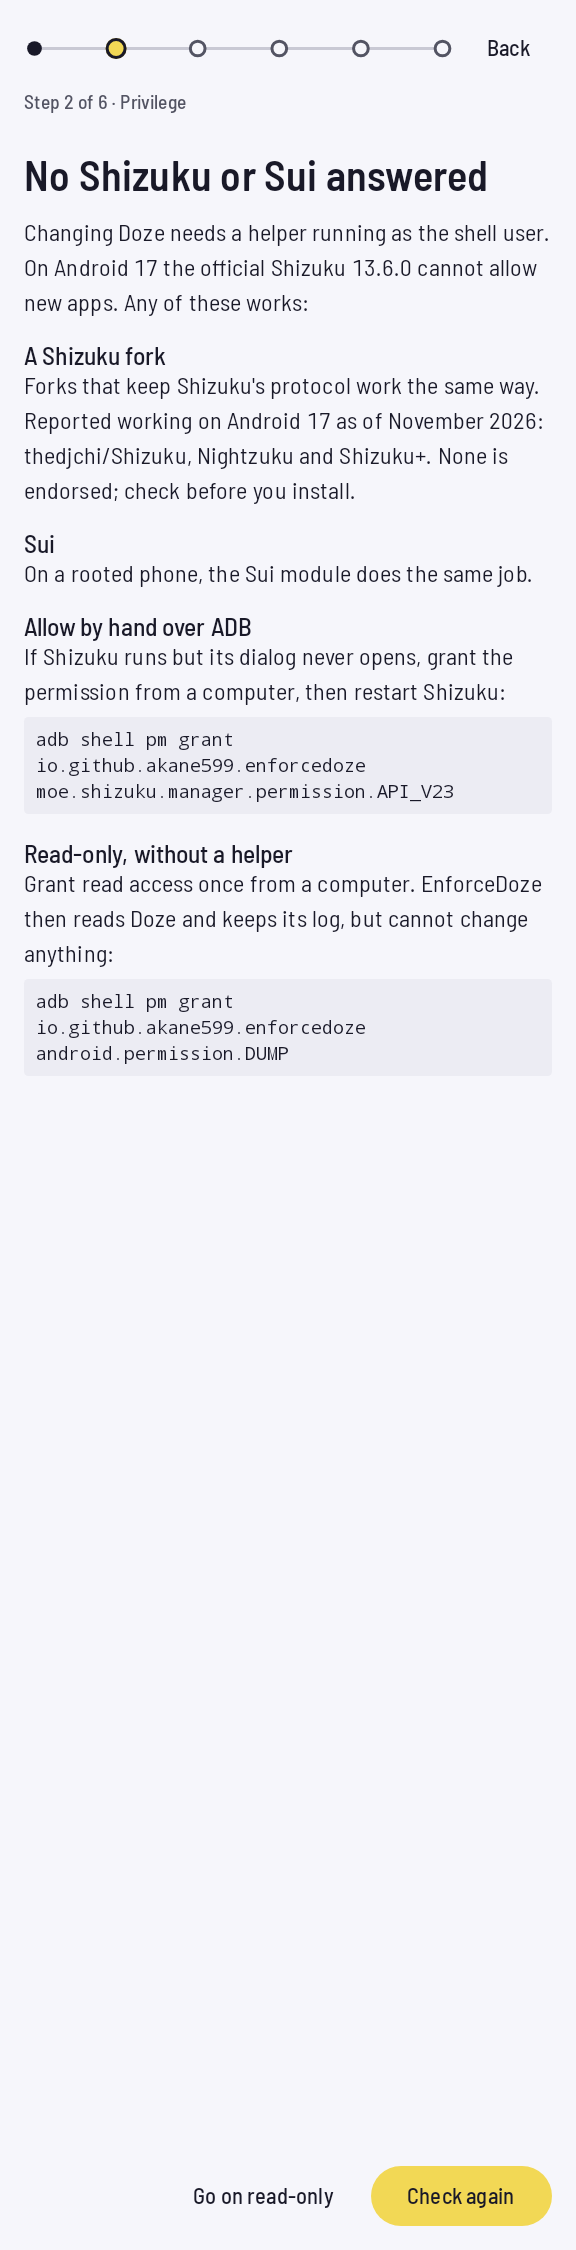 Back
Step 2 of 6 · Privilege
No Shizuku or Sui answered
Changing Doze needs a helper running as the shell user.
On Android 17 the official Shizuku 13.6.0 cannot allow
new apps. Any of these works:
A Shizuku fork
Forks that keep Shizuku's protocol work the same way.
Reported working on Android 17 as of November 2026:
thedjchi/Shizuku, Nightzuku and Shizuku+. None is
endorsed; check before you install.
Sui
On a rooted phone, the Sui module does the same job.
Allow by hand over ADB
If Shizuku runs but its dialog never opens, grant the
permission from a computer, then restart Shizuku:
adb shell pm grant
io.github.akane599.enforcedoze
moe.shizuku.manager.permission.API_V23
Read-only, without a helper
Grant read access once from a computer. EnforceDoze
then reads Doze and keeps its log, but cannot change
anything:
adb shell pm grant
io.github.akane599.enforcedoze
android.permission.DUMP
Go on read-only
Check again